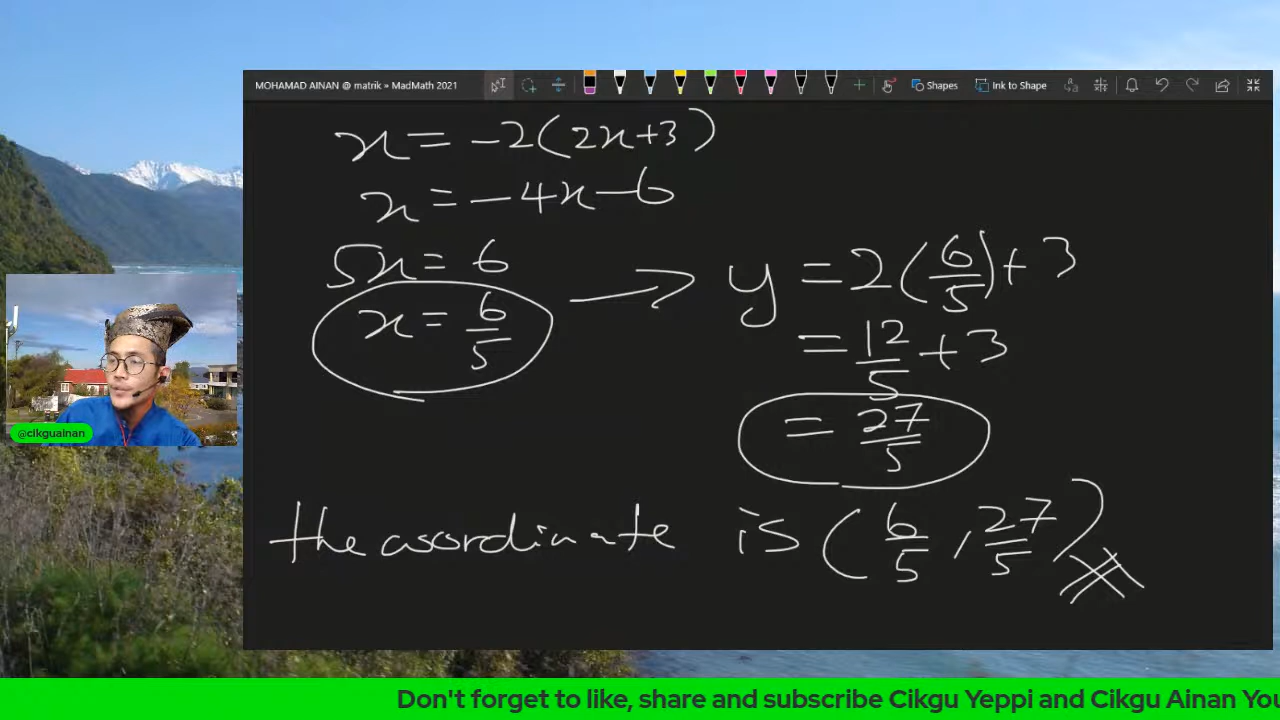 MOHAMAD AINAN @ matrik » MadMath 2021
Shapes
Ink to Shape
x = -2(2x+3)
x = -4x-6
5x = 6
x = 6/5 → y = 2(6/5)+3
= 12/5 + 3
= 27/5
the coordinate is (6/5, 27/5)
@cikguainan
Don't forget to like, share and subscribe Cikgu Yeppi and Cikgu Ainan You